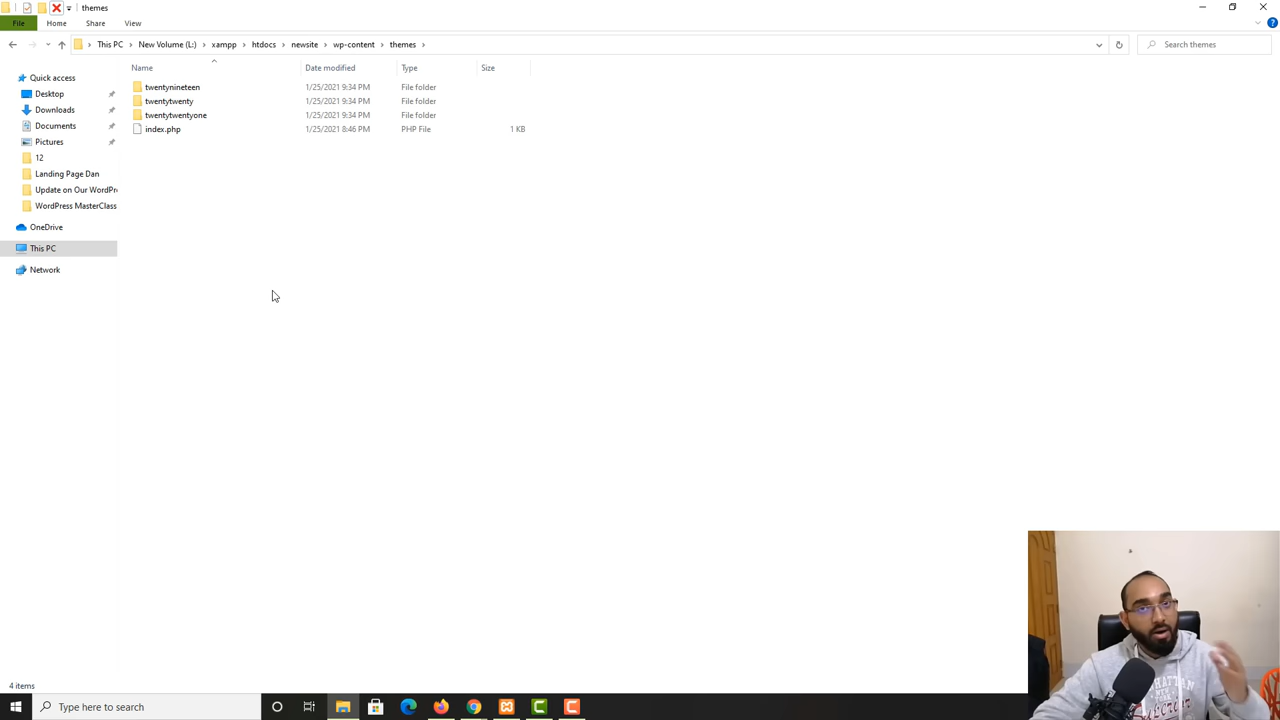 themes
File Home Share View
This PC New Volume (L:) xampp htdocs newsite wp-content themes
Search themes
Name Date modified Type Size
Quick access
Desktop
Downloads
Documents
Pictures
12
Landing Page Dan
Update on Our WordPre
WordPress MasterClass
OneDrive
This PC
Network
twentynineteen 1/25/2021 9:34 PM File folder
twentytwenty 1/25/2021 9:34 PM File folder
twentytwentyone 1/25/2021 9:34 PM File folder
index.php 1/25/2021 8:46 PM PHP File 1 KB
4 items
Type here to search